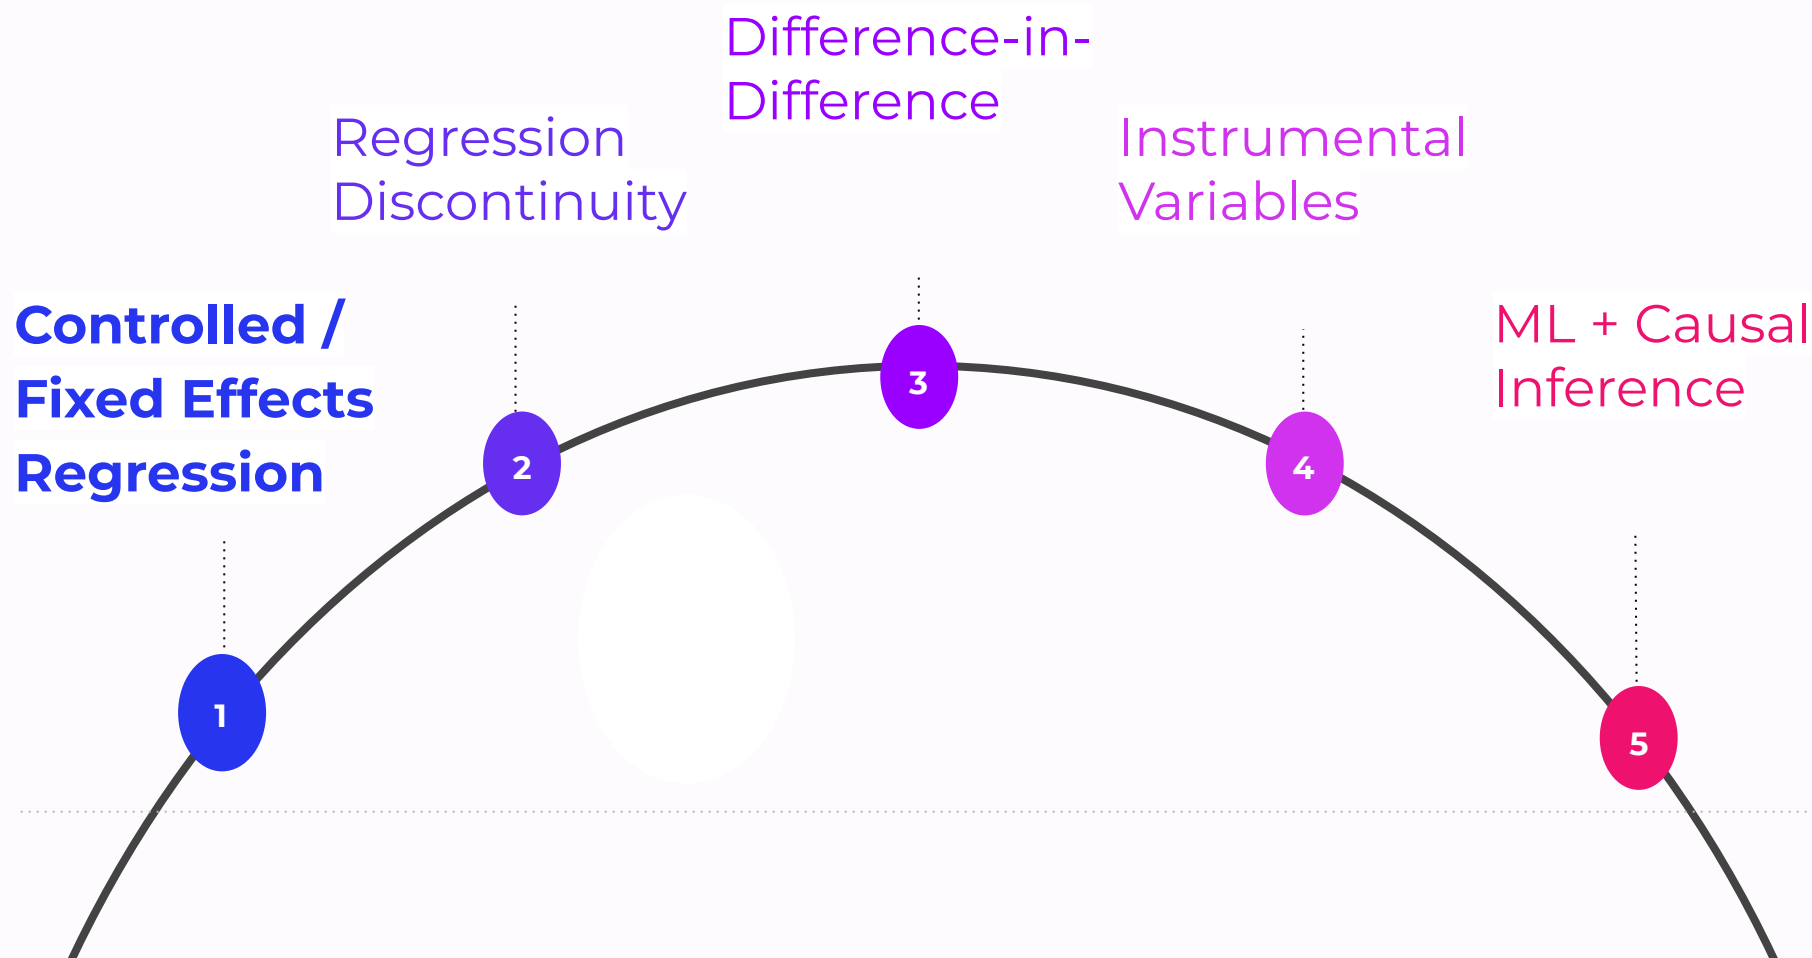 Controlled /
Fixed Effects
Regression
1
Regression
Discontinuity
2
Difference-in-
Difference
3
Instrumental
Variables
4
ML + Causal
Inference
5